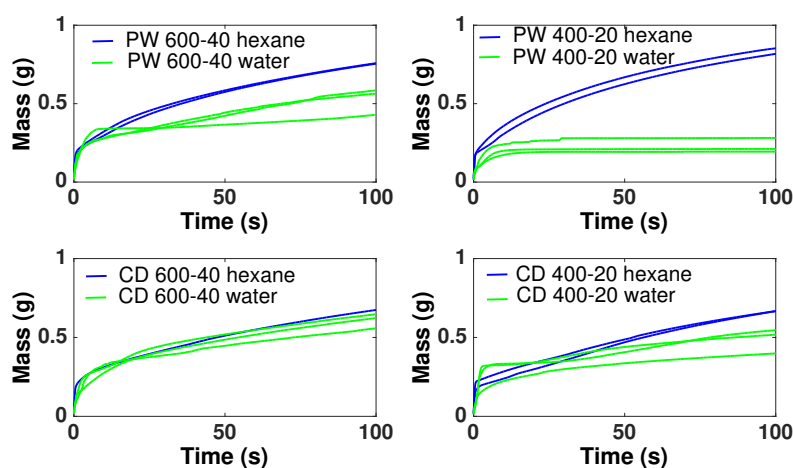 1
PW 600-40 hexane
PW 600-40 water
0.5
0
Mass (g)
0
50
100
Time (s)
1
PW 400-20 hexane
PW 400-20 water
0.5
0
Mass (g)
0
50
100
Time (s)
1
CD 600-40 hexane
CD 600-40 water
0.5
0
Mass (g)
0
50
100
Time (s)
1
CD 400-20 hexane
CD 400-20 water
0.5
0
Mass (g)
0
50
100
Time (s)